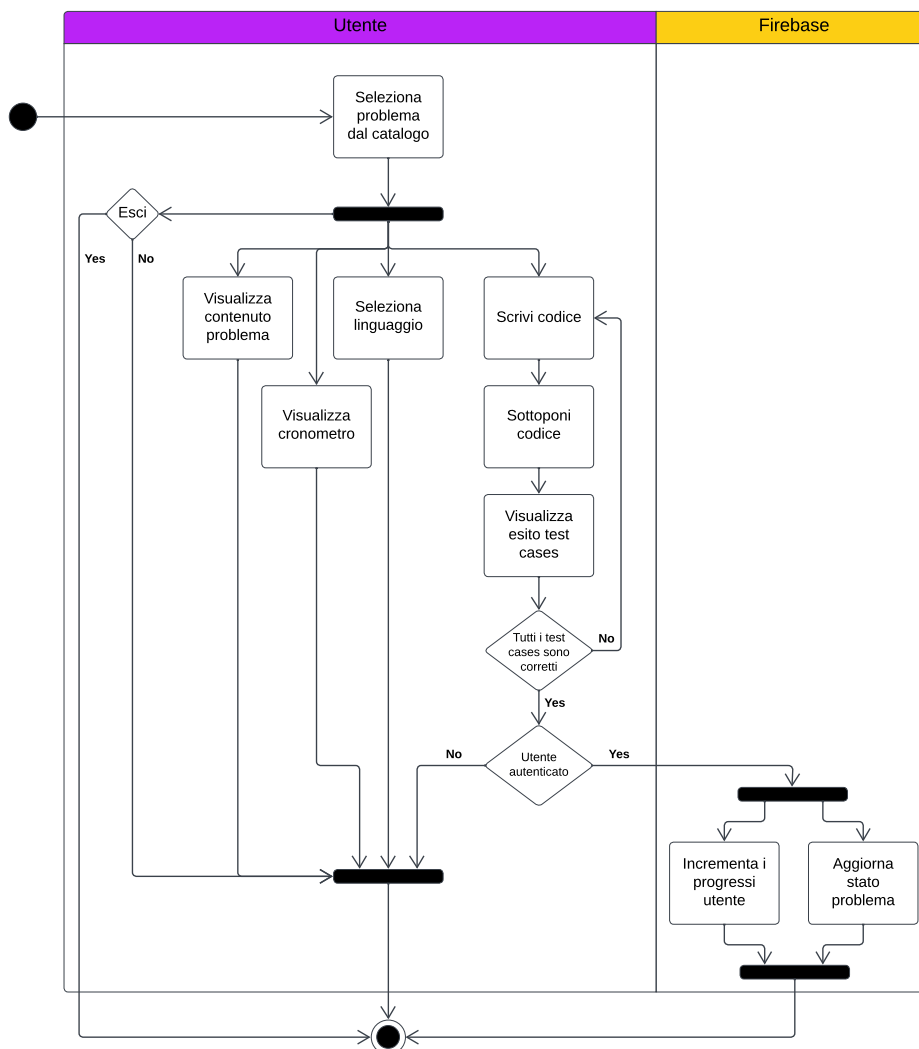 Utente
Firebase
Seleziona
problema
dal catalogo
Esci
Yes
No
Visualizza
contenuto
problema
Seleziona
linguaggio
Scrivi codice
Visualizza
cronometro
Sottoponi
codice
Visualizza
esito test
cases
Tutti i test
cases sono
corretti
No
Yes
No
Utente
autenticato
Yes
Incrementa i
progressi
utente
Aggiorna
stato
problema